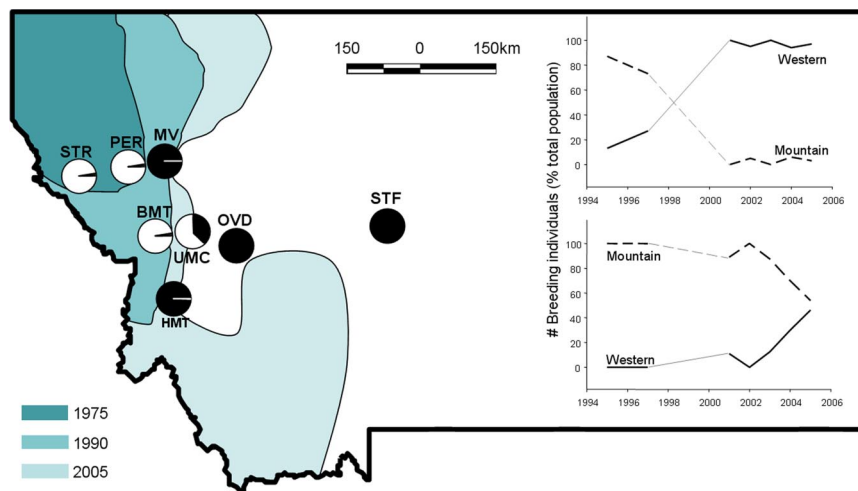 150 0 150km
STR
PER
MV
BMT
UMC
OVD
STF
HMT
1975
1990
2005
# Breeding individuals (% total population)
100
80
60
40
20
0
Western
Mountain
1994 1996 1998 2000 2002 2004 2006
100
80
60
40
20
0
Mountain
Western
1994 1996 1998 2000 2002 2004 2006